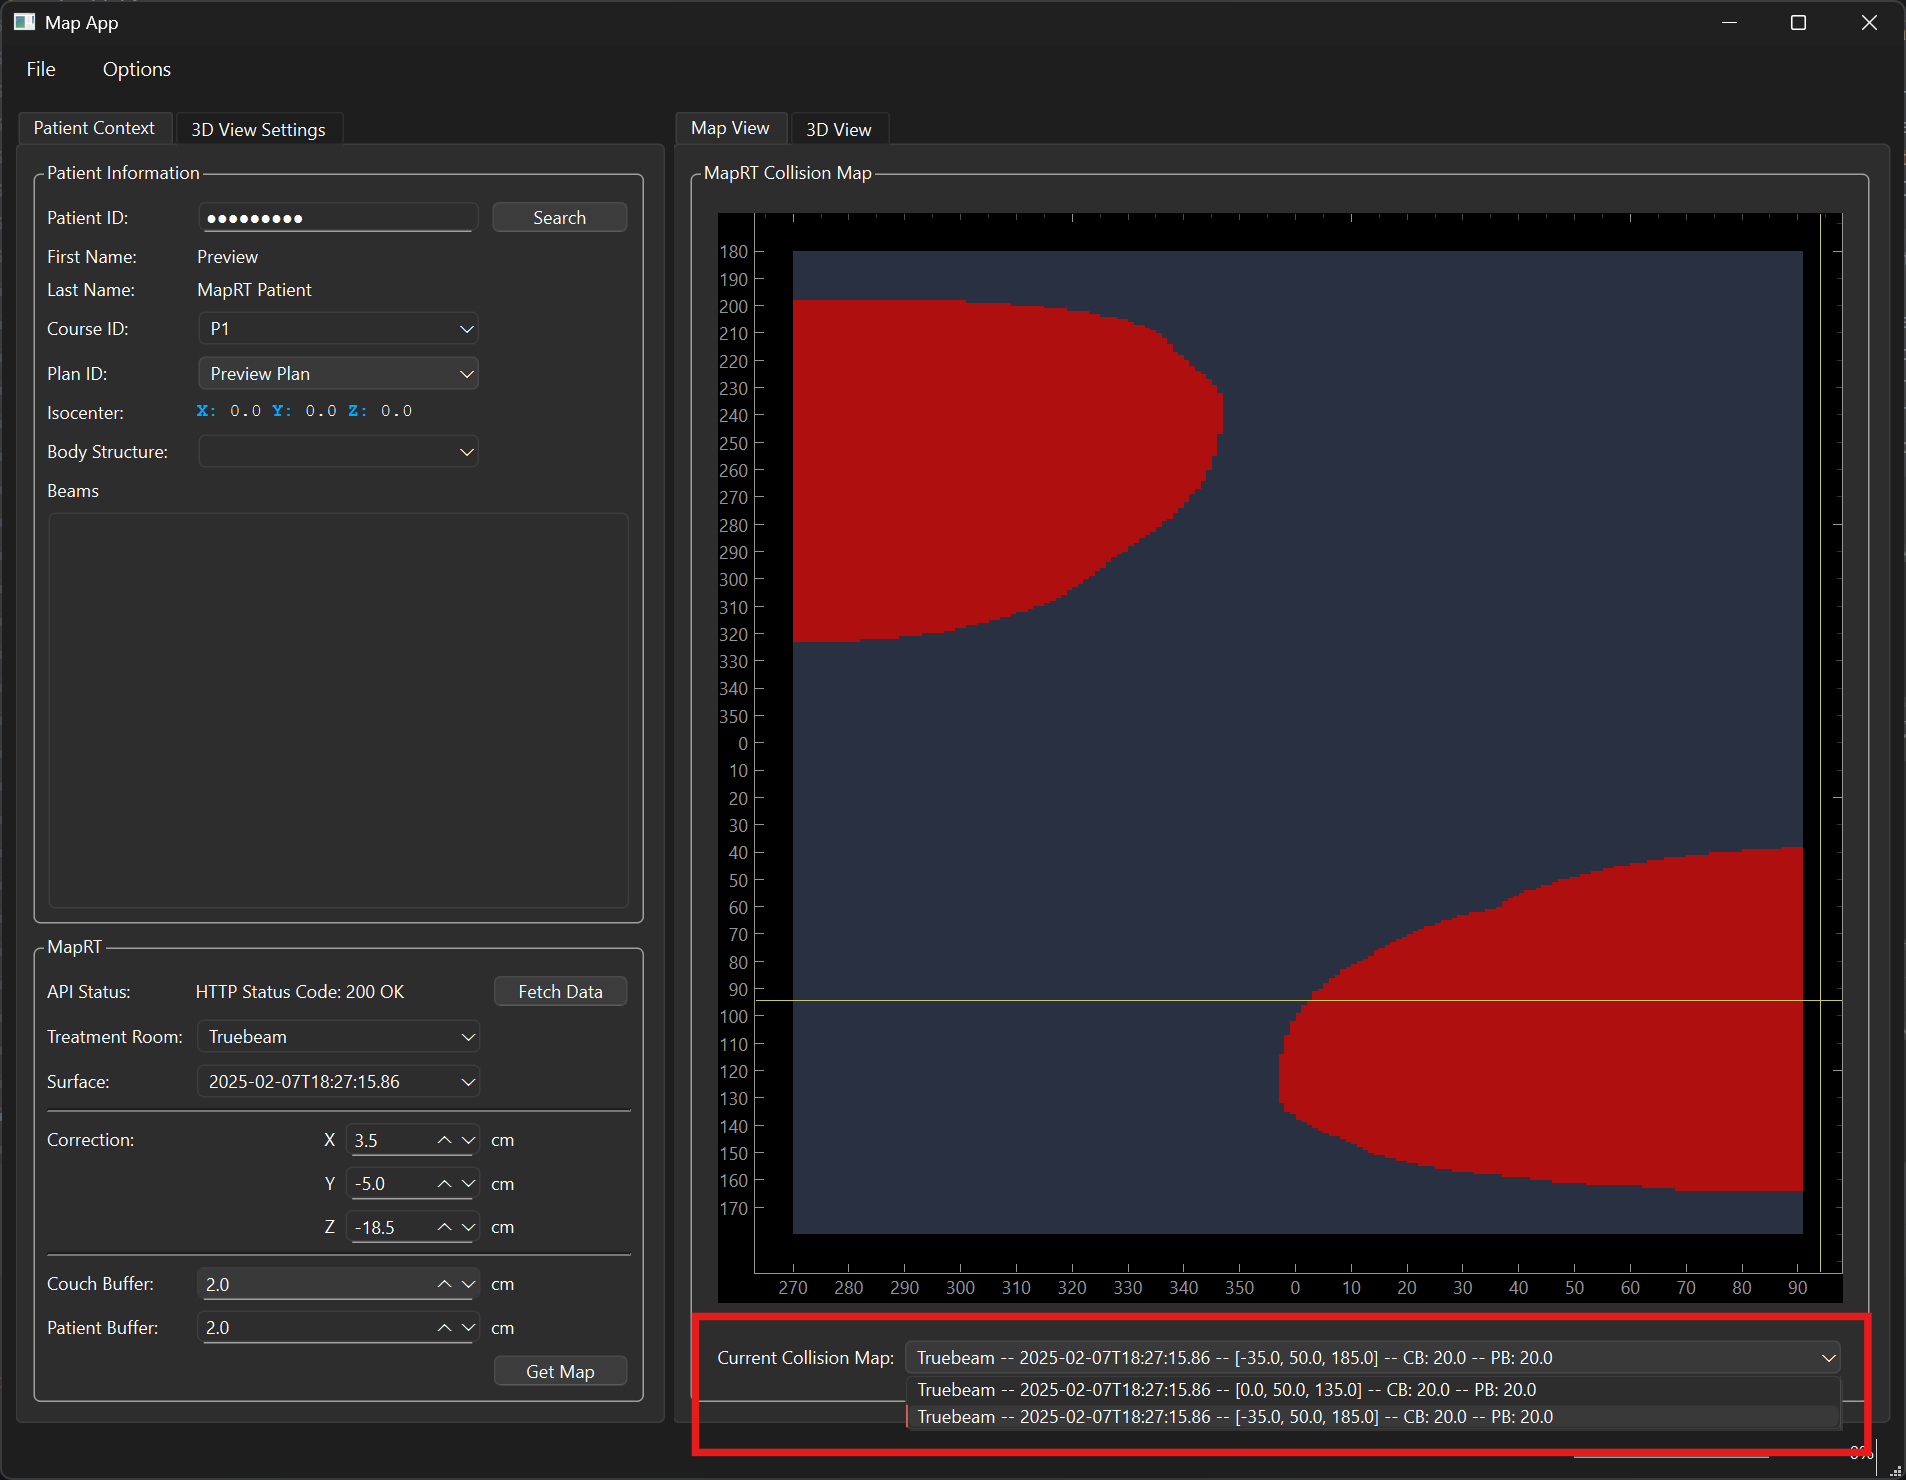 Map App
File Options
Patient Context 3D View Settings
Patient Information
Patient ID: ●●●●●●●●● Search
First Name: Preview
Last Name: MapRT Patient
Course ID: P1
Plan ID: Preview Plan
Isocenter: X: 0.0 Y: 0.0 Z: 0.0
Body Structure:
Beams
MapRT
API Status: HTTP Status Code: 200 OK Fetch Data
Treatment Room: Truebeam
Surface: 2025-02-07T18:27:15.86
Correction: X 3.5 cm
Y -5.0 cm
Z -18.5 cm
Couch Buffer: 2.0 cm
Patient Buffer: 2.0 cm
Get Map
Map View 3D View
MapRT Collision Map
180
190
200
210
220
230
240
250
260
270
280
290
300
310
320
330
340
350
0
10
20
30
40
50
60
70
80
90
100
110
120
130
140
150
160
170
270 280 290 300 310 320 330 340 350 0 10 20 30 40 50 60 70 80 90
Current Collision Map: Truebeam -- 2025-02-07T18:27:15.86 -- [-35.0, 50.0, 185.0] -- CB: 20.0 -- PB: 20.0
Truebeam -- 2025-02-07T18:27:15.86 -- [0.0, 50.0, 135.0] -- CB: 20.0 -- PB: 20.0
Truebeam -- 2025-02-07T18:27:15.86 -- [-35.0, 50.0, 185.0] -- CB: 20.0 -- PB: 20.0